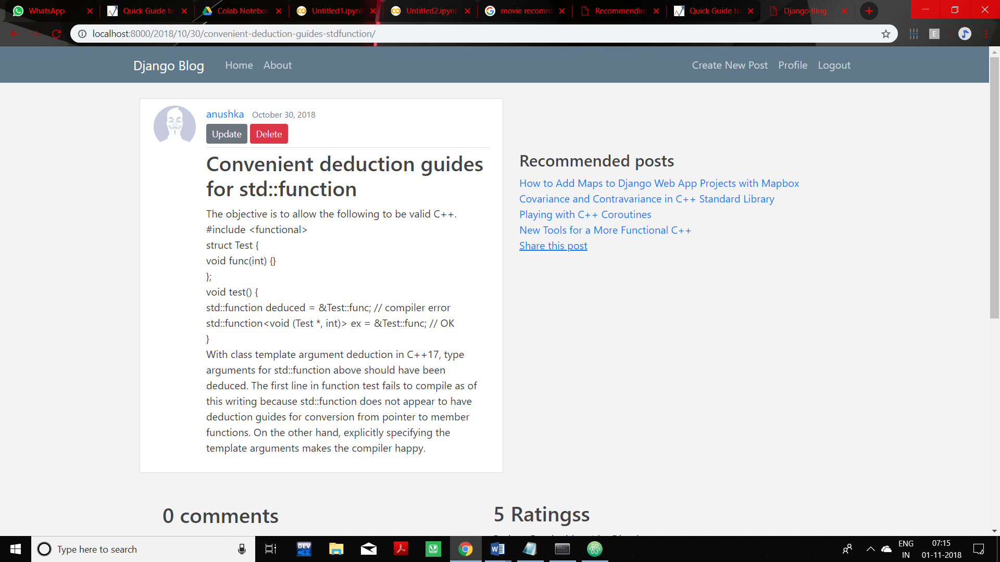 WhatsApp
Quick Guide to
Colab Noteboo
Untitled1.ipynb
Untitled2.ipynb
movie recomm
Recommending
Quick Guide to
Django Blog
localhost:8000/2018/10/30/convenient-deduction-guides-stdfunction/
E
Django Blog Home About Create New Post Profile Logout
anushka October 30, 2018
Update Delete
Convenient deduction guides
for std::function
The objective is to allow the following to be valid C++.
#include <functional>
struct Test {
void func(int) {}
};
void test() {
std::function deduced = &Test::func; // compiler error
std::function<void (Test *, int)> ex = &Test::func; // OK
}
With class template argument deduction in C++17, type
arguments for std::function above should have been
deduced. The first line in function test fails to compile as of
this writing because std::function does not appear to have
deduction guides for conversion from pointer to member
functions. On the other hand, explicitly specifying the
template arguments makes the compiler happy.
Recommended posts
How to Add Maps to Django Web App Projects with Mapbox
Covariance and Contravariance in C++ Standard Library
Playing with C++ Coroutines
New Tools for a More Functional C++
Share this post
0 comments
5 Ratingss
Type here to search
DEV
C++
ENG
IN
07:15
01-11-2018